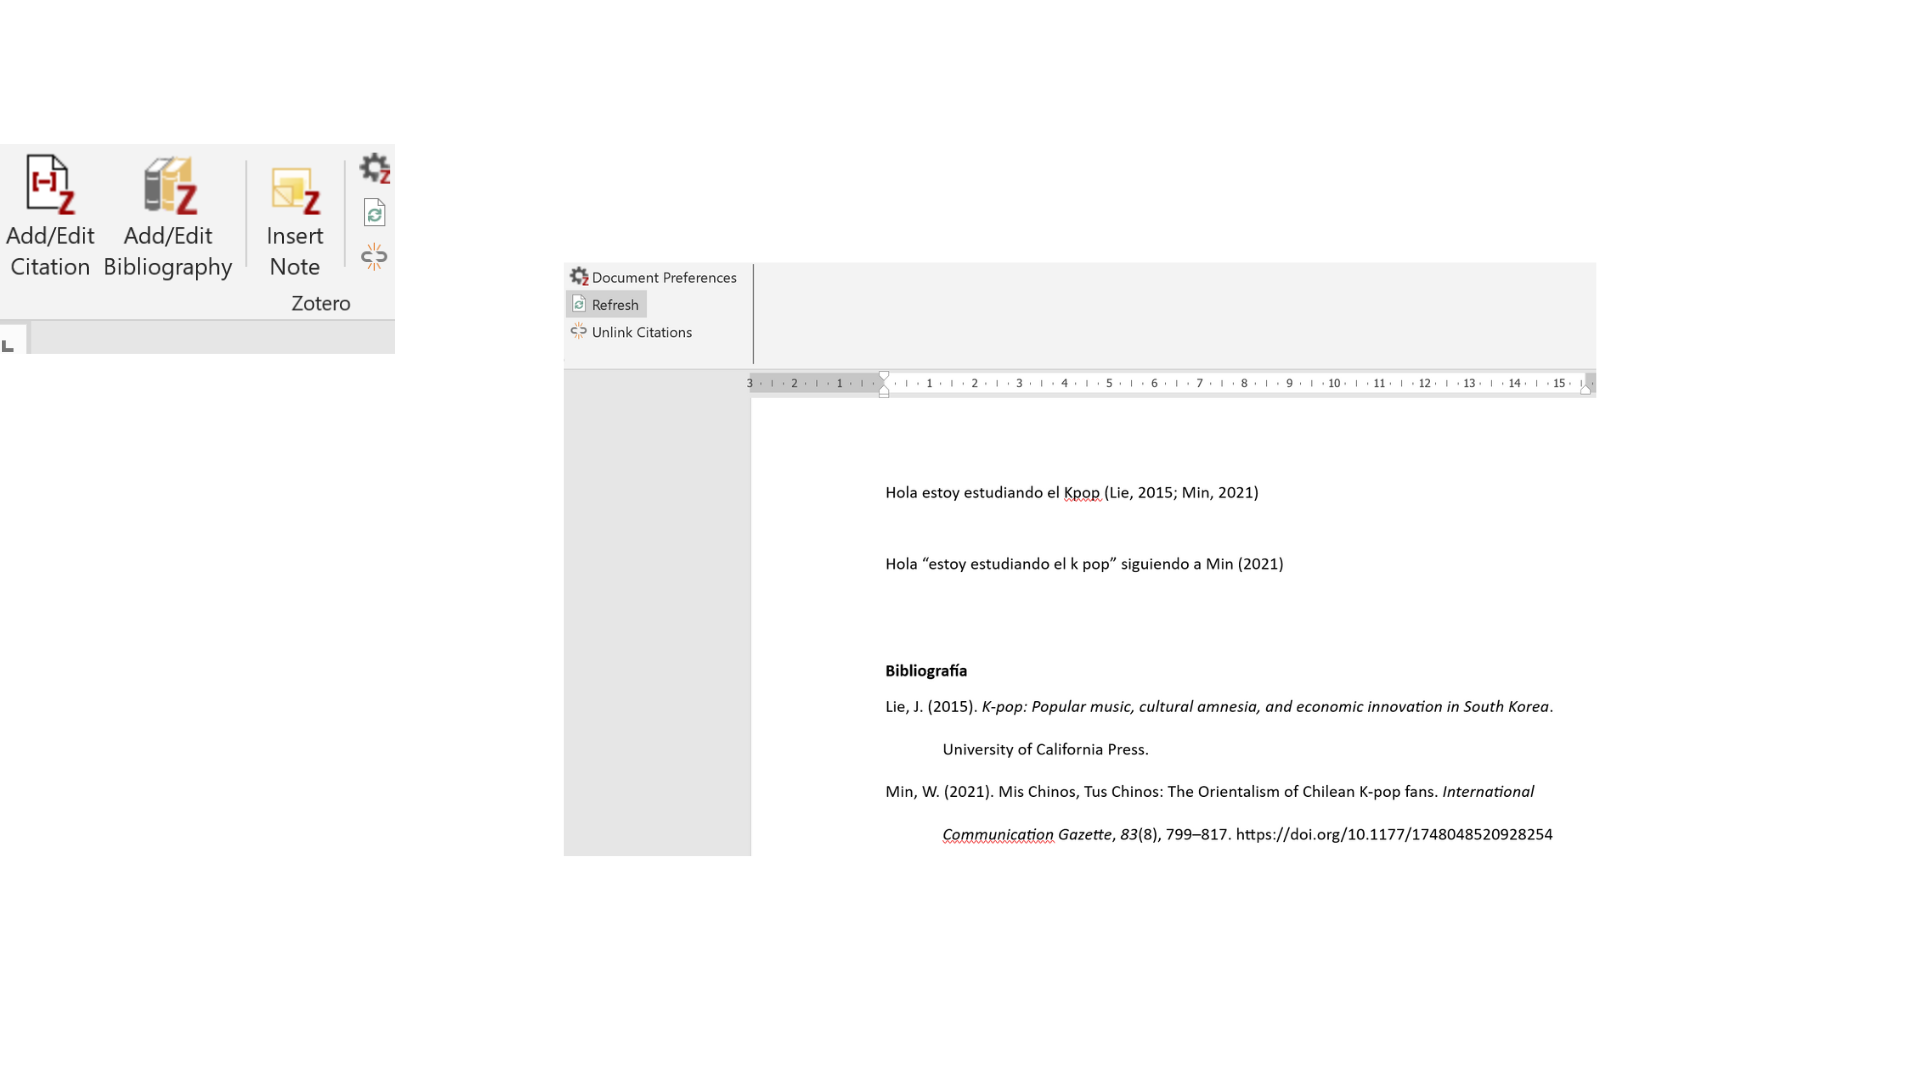 Add/Edit Citation
Add/Edit Bibliography
Insert Note
Zotero
Document Preferences
Refresh
Unlink Citations
3 2 1 1 2 3 4 5 6 7 8 9 10 11 12 13 14 15
Hola estoy estudiando el Kpop (Lie, 2015; Min, 2021)
Hola “estoy estudiando el k pop” siguiendo a Min (2021)
Bibliografía
Lie, J. (2015). K-pop: Popular music, cultural amnesia, and economic innovation in South Korea.
University of California Press.
Min, W. (2021). Mis Chinos, Tus Chinos: The Orientalism of Chilean K-pop fans. International
Communication Gazette, 83(8), 799–817. https://doi.org/10.1177/1748048520928254